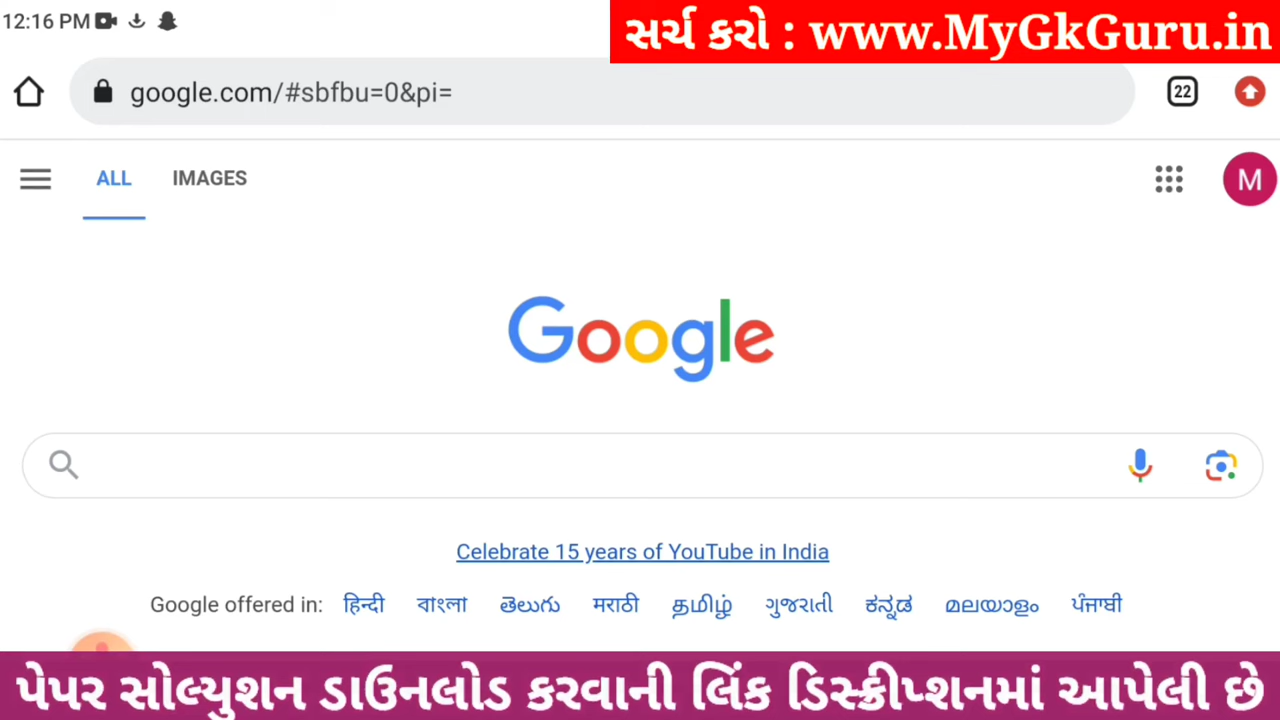 12:16 PM
સર્ચ કરો : www.MyGkGuru.in
google.com/#sbfbu=0&pi=
22
ALL IMAGES
M
Google
Celebrate 15 years of YouTube in India
Google offered in: हिन्दी বাংলা తెలుగు मराठी தமிழ் ગુજરાતી ಕನ್ನಡ മലയാളം ਪੰਜਾਬੀ
પેપર સોલ્યુશન ડાઉનલોડ કરવાની લિંક ડિસ્ક્રીપ્શનમાં આપેલી છે